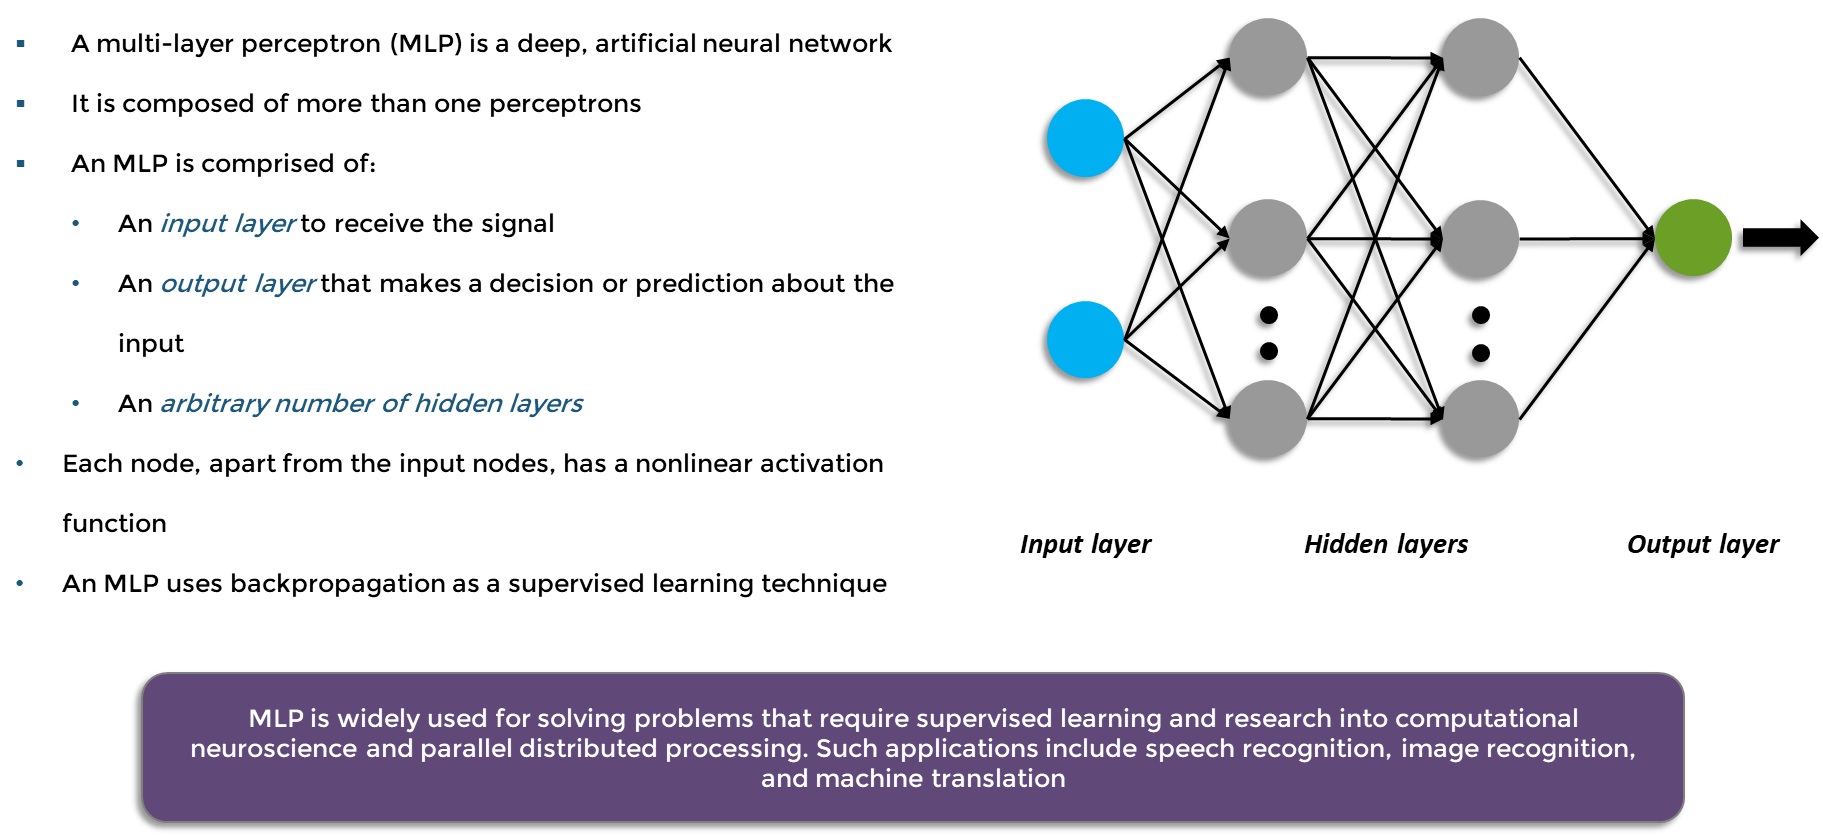 A multi-layer perceptron (MLP) is a deep, artificial neural network
It is composed of more than one perceptrons
An MLP is comprised of:
An input layer to receive the signal
An output layer that makes a decision or prediction about the
input
An arbitrary number of hidden layers
Each node, apart from the input nodes, has a nonlinear activation
function
An MLP uses backpropagation as a supervised learning technique
Input layer
Hidden layers
Output layer
MLP is widely used for solving problems that require supervised learning and research into computational
neuroscience and parallel distributed processing. Such applications include speech recognition, image recognition,
and machine translation